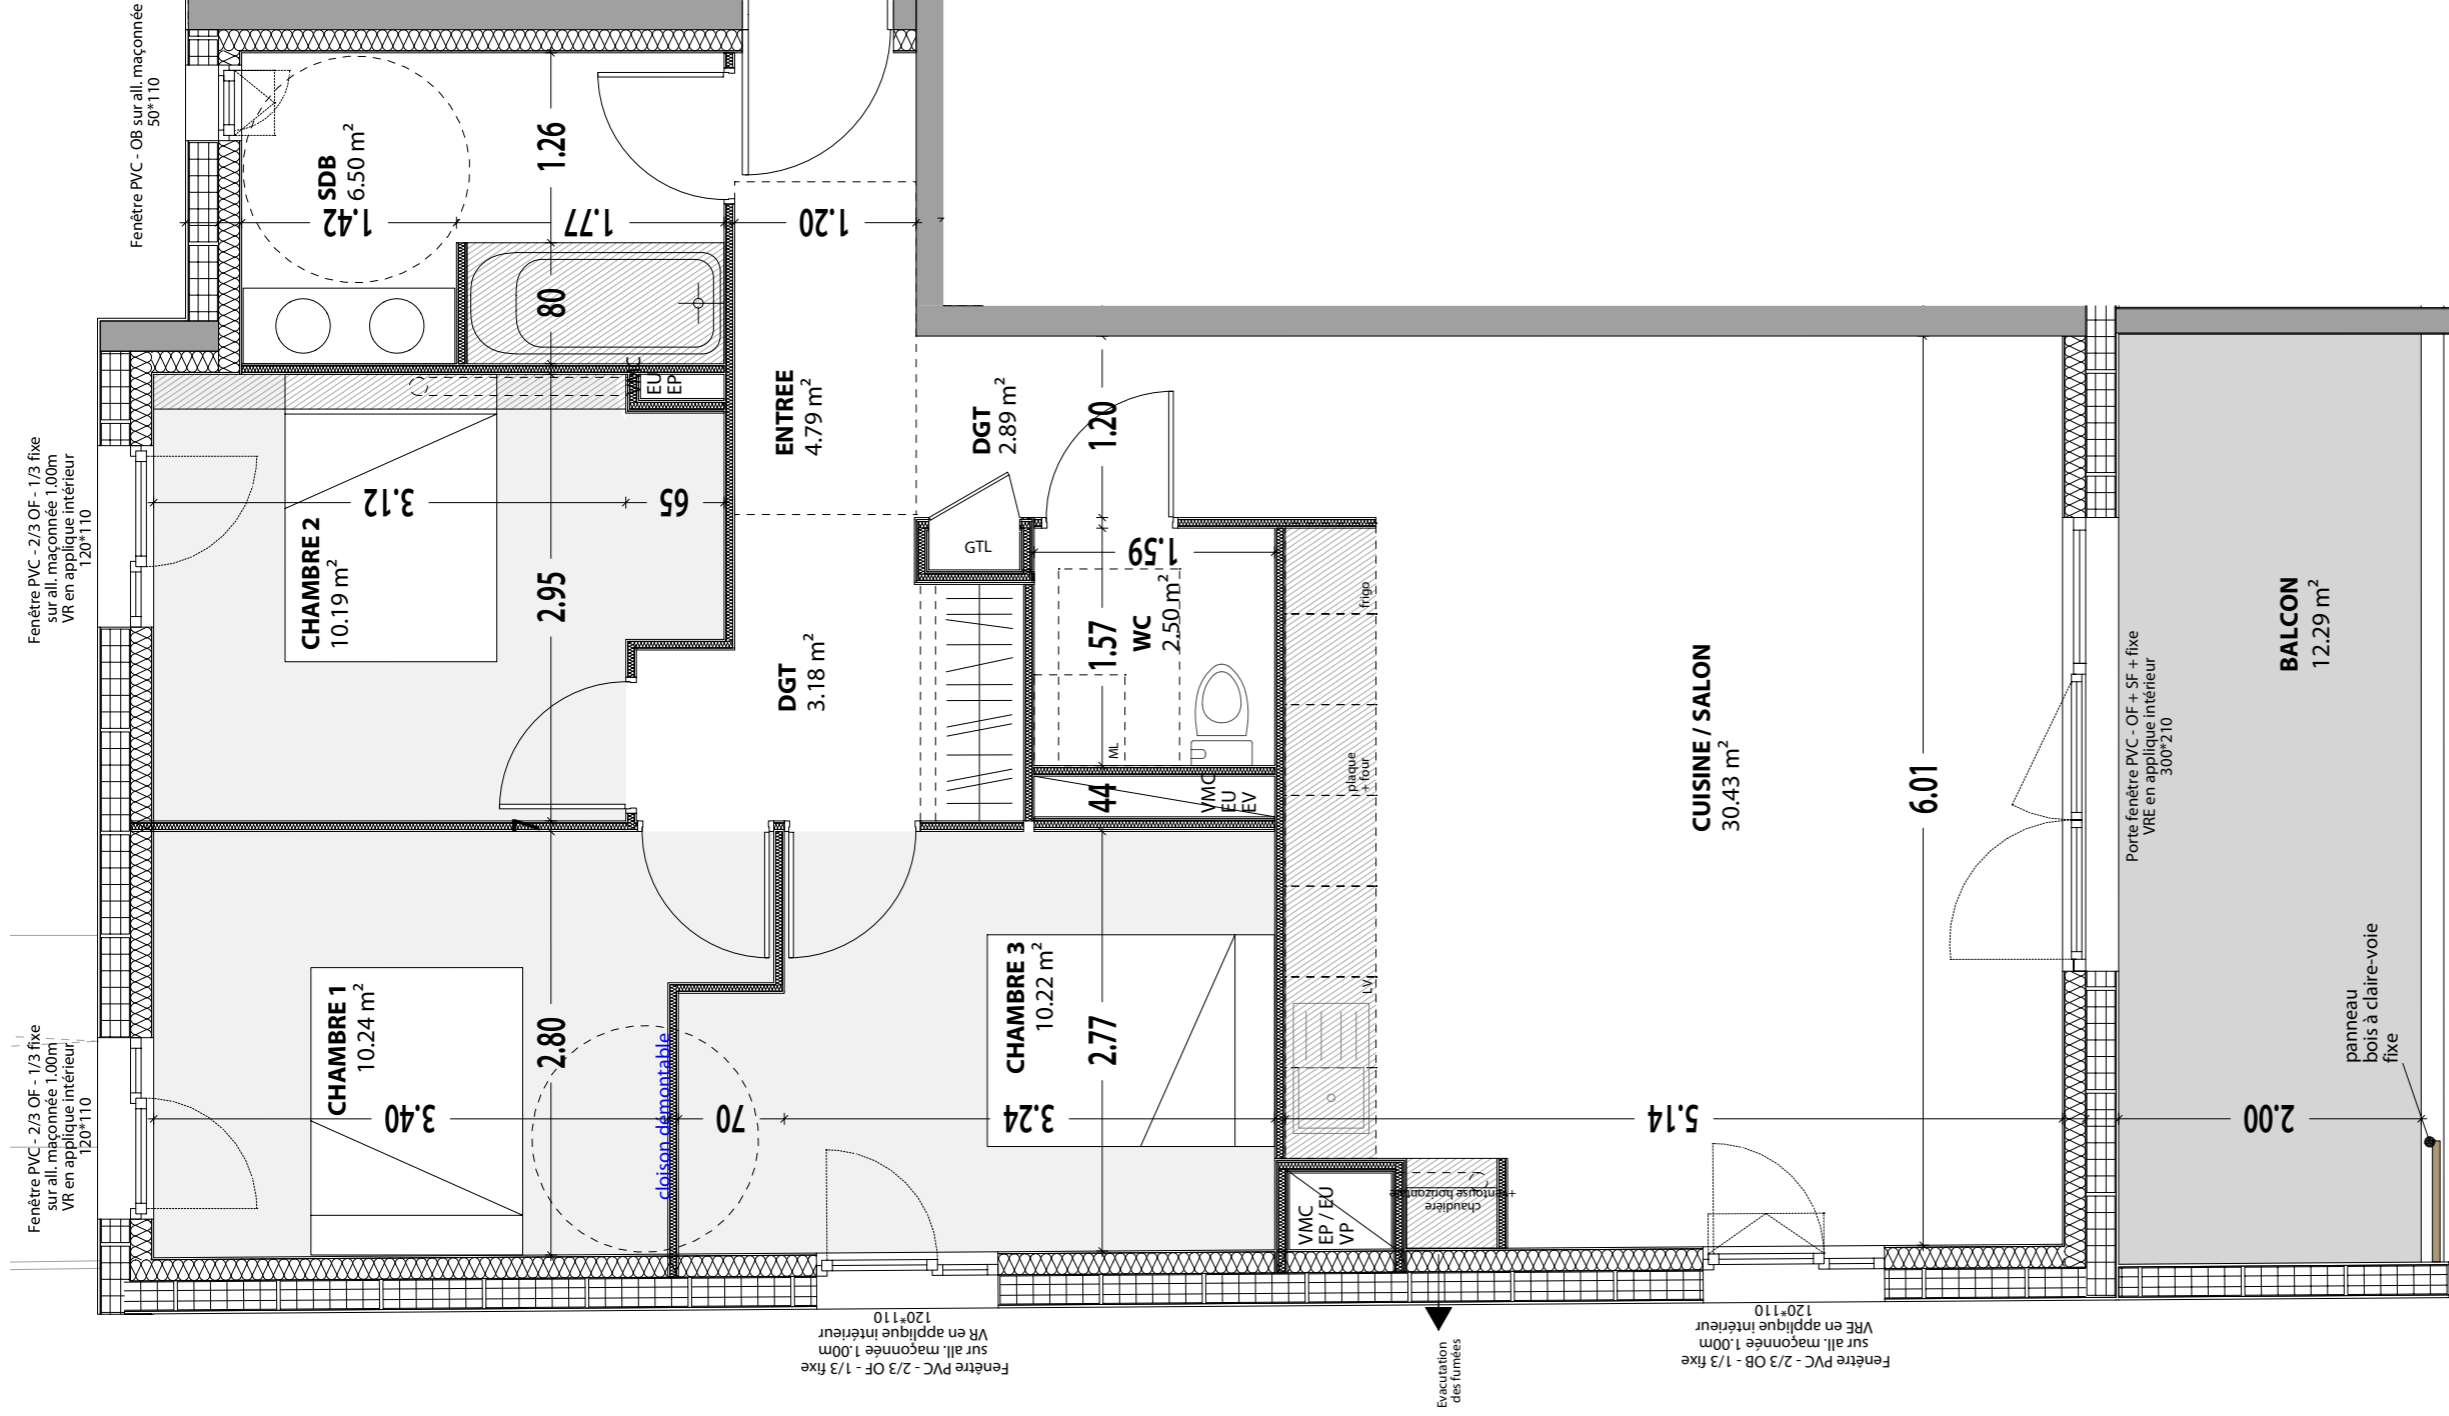 Fenêtre PVC - OB sur all. maçonnée
50*110
SDB
6.50 m²
1.42
1.77
1.26
80
1.20
Fenêtre PVC - 2/3 OF - 1/3 fixe
sur all. maçonnée 1.00m
VR en applique intérieur
120*110
CHAMBRE 2
10.19 m²
3.12
65
2.95
VMC
EU
EP
ENTREE
4.79 m²
DGT
2.89 m²
1.20
GTL
1.59
WC
2.50 m²
1.57
ML
44
VMC
EU
EV
DGT
3.18 m²
frigo
plaque
+ four
LV
CUISINE / SALON
30.43 m²
6.01
5.14
Porte fenêtre PVC - OF + SF + fixe
VRE en applique intérieur
300*210
BALCON
12.29 m²
2.00
panneau
bois à claire-voie
fixe
Fenêtre PVC - 2/3 OF - 1/3 fixe
sur all. maçonnée 1.00m
VR en applique intérieur
120*110
CHAMBRE 1
10.24 m²
3.40
2.80
cloison démontable
70
CHAMBRE 3
10.22 m²
2.77
3.24
VMC
EP / EU
VP
chaudière
+ ventouse horizontale
Fenêtre PVC - 2/3 OF - 1/3 fixe
sur all. maçonnée 1.00m
VR en applique intérieur
120*110
Evacutation
des fumées
Fenêtre PVC - 2/3 OB - 1/3 fixe
sur all. maçonnée 1.00m
VRE en applique intérieur
120*110